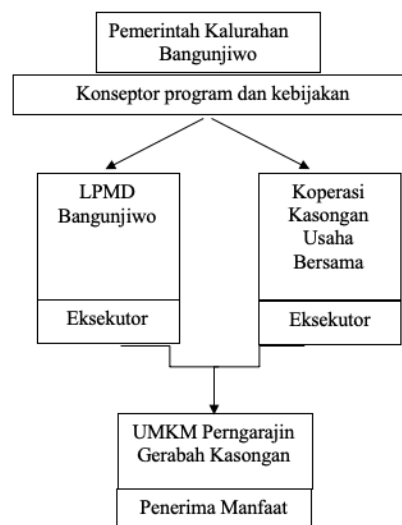 Pemerintah Kalurahan
Bangunjiwo
Konseptor program dan kebijakan
LPMD
Bangunjiwo
Eksekutor
Koperasi
Kasongan
Usaha
Bersama
Eksekutor
UMKM Perngarajin
Gerabah Kasongan
Penerima Manfaat